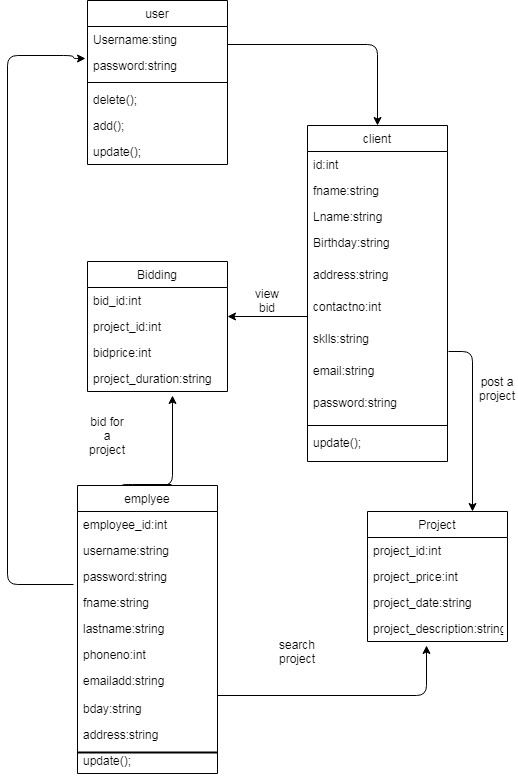 user
Username:sting
password:string
delete();
add();
update();
client
id:int
fname:string
Lname:string
Birthday:string
address:string
contactno:int
sklls:string
email:string
password:string
update();
Bidding
bid_id:int
project_id:int
bidprice:int
project_duration:string
view
bid
post a
project
bid for
a
project
emplyee
employee_id:int
username:string
password:string
fname:string
lastname:string
phoneno:int
emailadd:string
bday:string
address:string
update();
Project
project_id:int
project_price:int
project_date:string
project_description:string
search
project